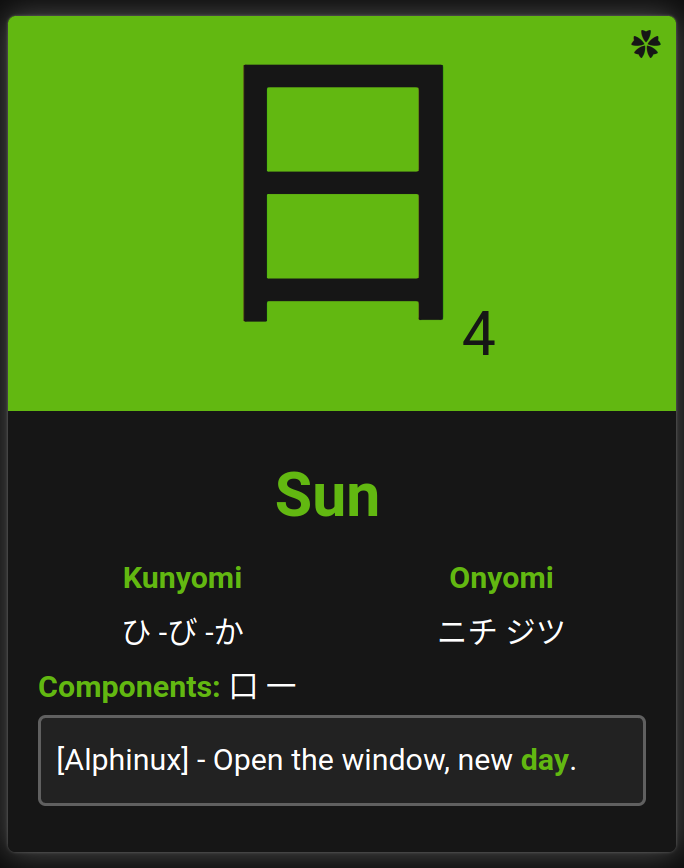 日
4
Sun
Kunyomi
Onyomi
ひ -び -か
ニチ ジツ
Components: 口 一
[Alphinux] - Open the window, new day.